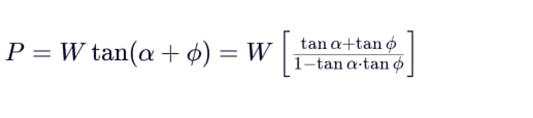 P = W tan(α + ϕ) = W [ (tan α+tan ϕ) / (1−tan α·tan ϕ) ]